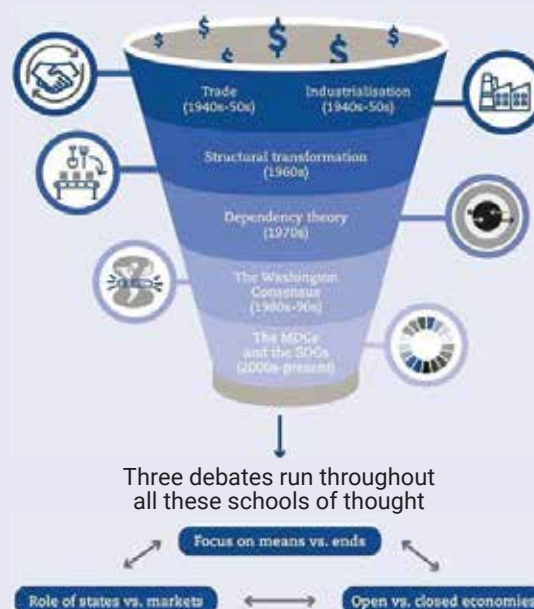 $ $ $ $ $ $
Trade Industrialisation
(1940s-50s) (1940s-50s)
Structural transformation
(1960s)
Dependency theory
(1970s)
The Washington
Consensus
(1980s-90s)
The MDGs
and the SDGs
(2000s-present)
Three debates run throughout
all these schools of thought
Focus on means vs. ends
Role of states vs. markets Open vs. closed economies